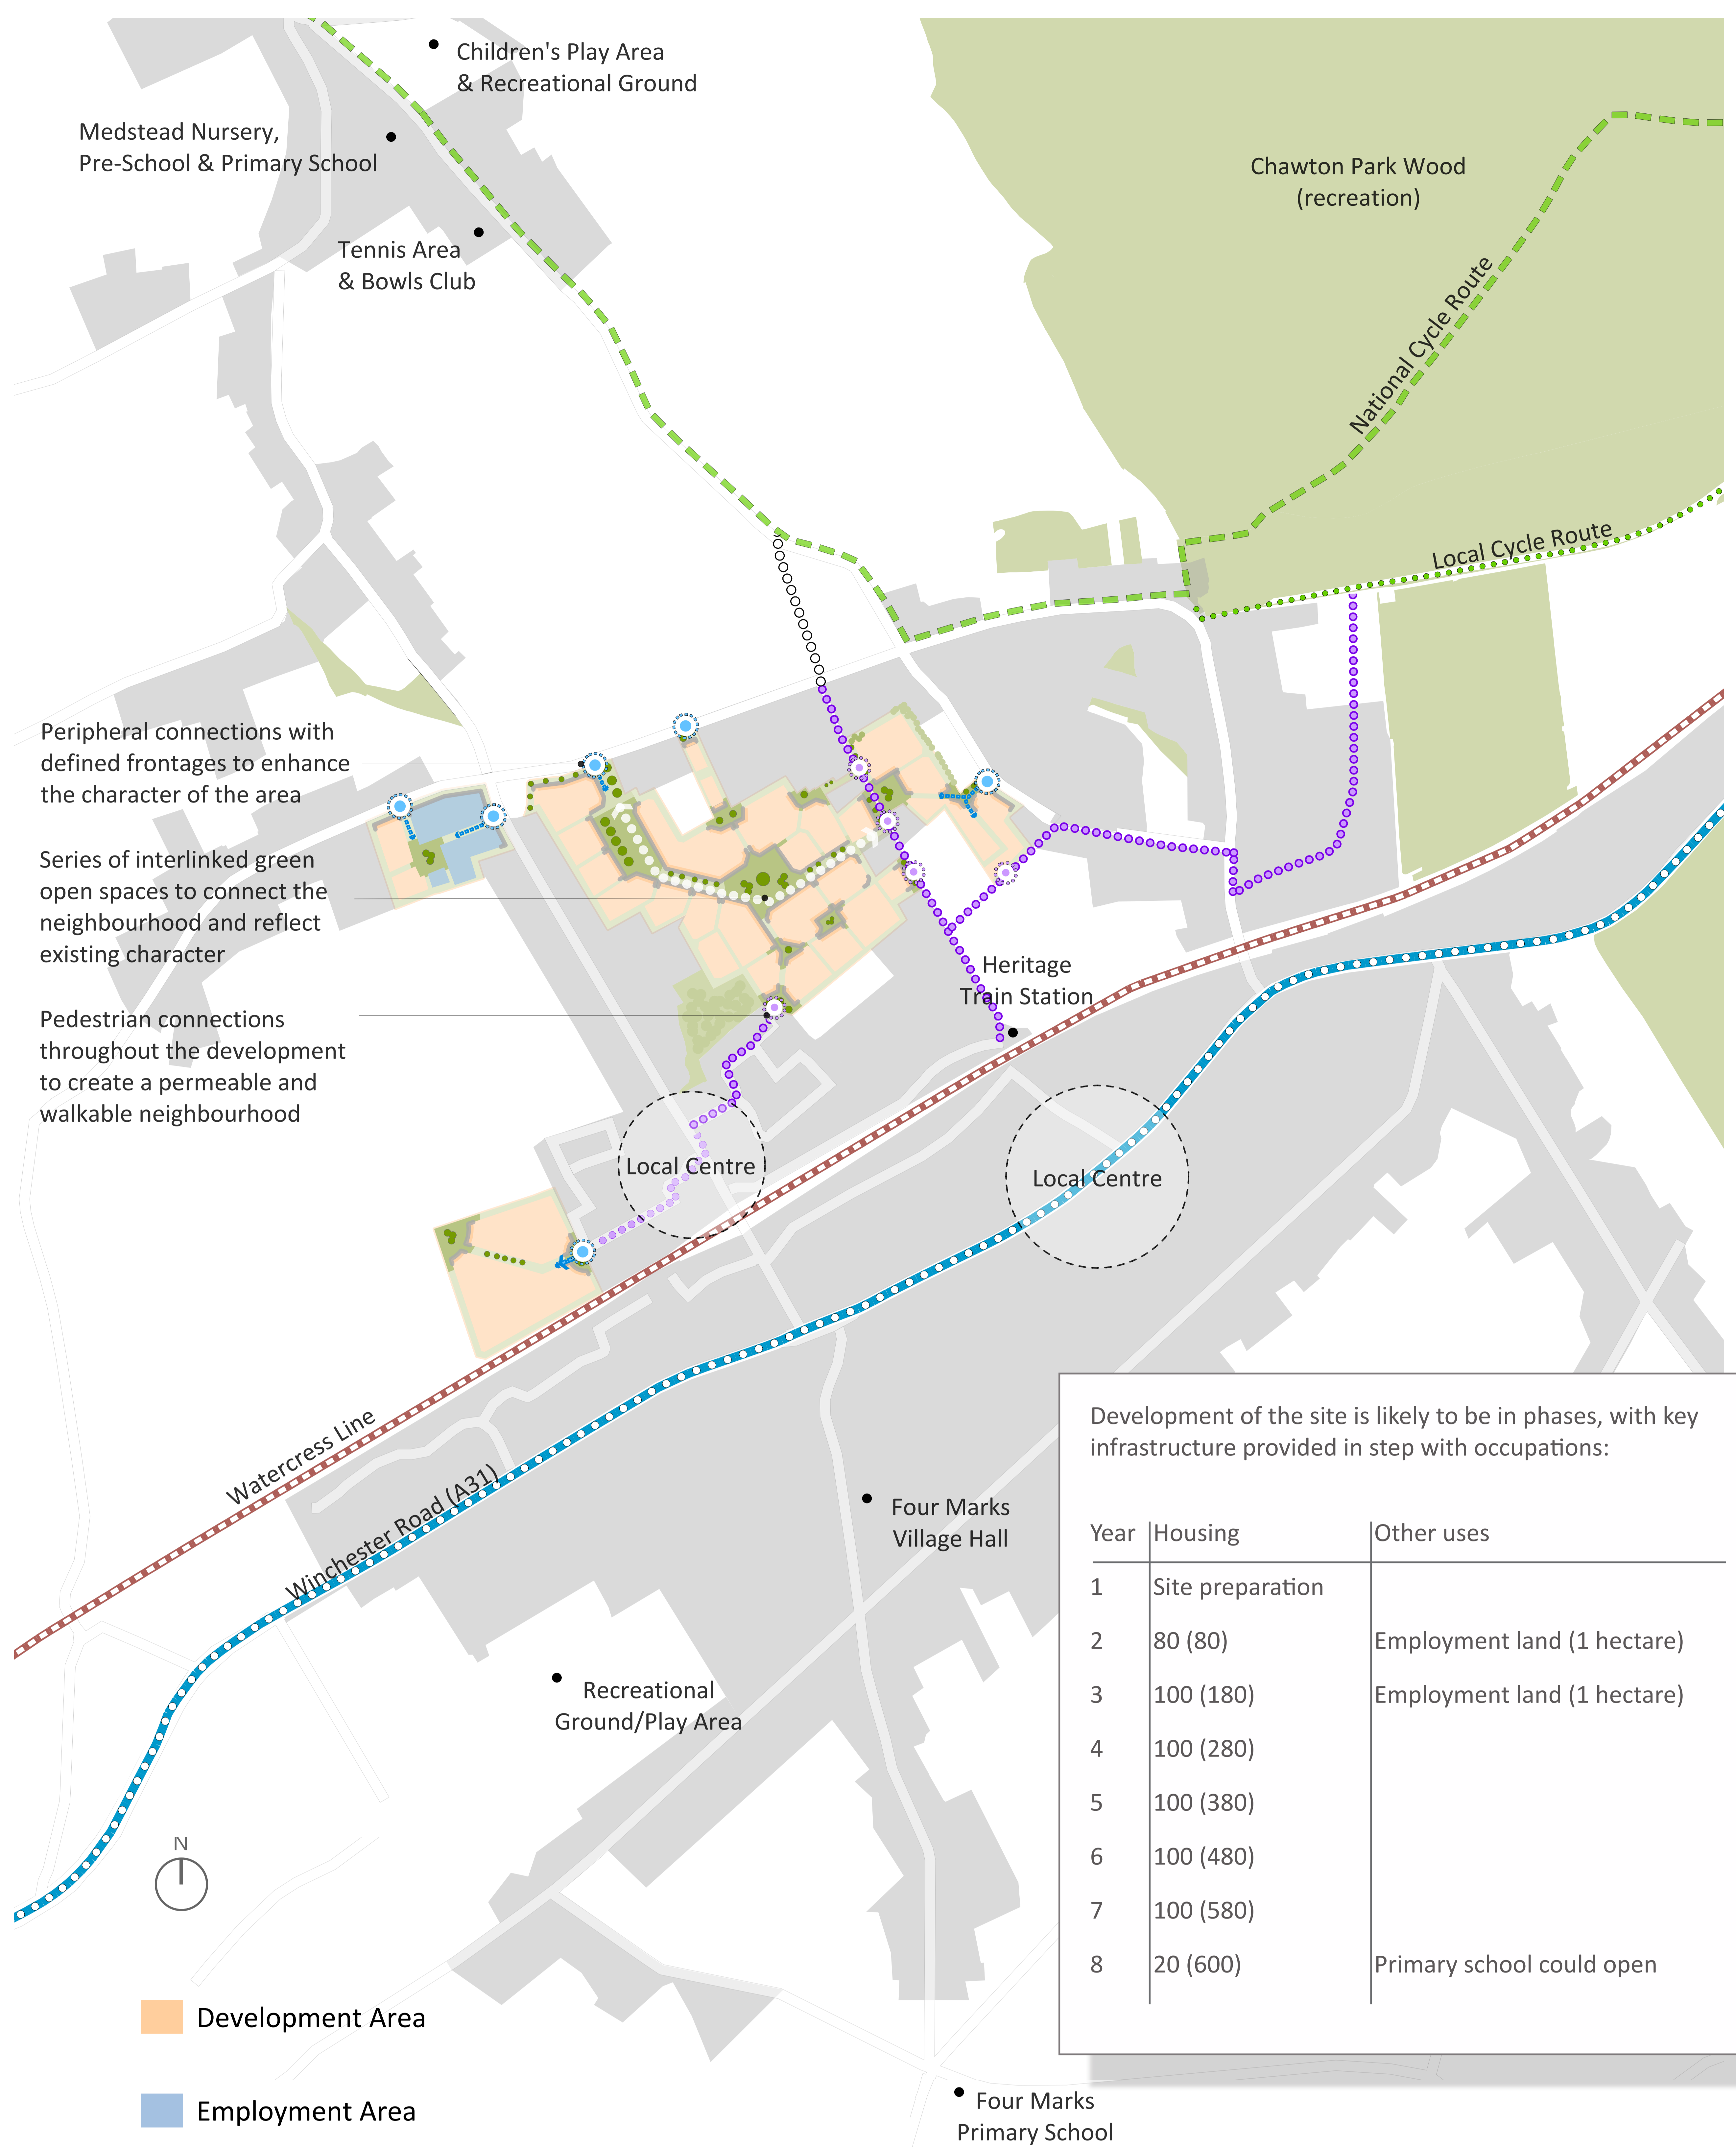 Children's Play Area
& Recreational Ground
Medstead Nursery,
Pre-School & Primary School
Tennis Area
& Bowls Club
Chawton Park Wood
(recreation)
National Cycle Route
Local Cycle Route
Peripheral connections with
defined frontages to enhance
the character of the area
Series of interlinked green
open spaces to connect the
neighbourhood and reflect
existing character
Pedestrian connections
throughout the development
to create a permeable and
walkable neighbourhood
Heritage
Train Station
Local Centre
Local Centre
Watercress Line
Winchester Road (A31)
Four Marks
Village Hall
Recreational
Ground/Play Area
Development of the site is likely to be in phases, with key
infrastructure provided in step with occupations:
Year Housing Other uses
1 Site preparation
2 80 (80) Employment land (1 hectare)
3 100 (180) Employment land (1 hectare)
4 100 (280)
5 100 (380)
6 100 (480)
7 100 (580)
8 20 (600) Primary school could open
N
Development Area
Employment Area
Four Marks
Primary School